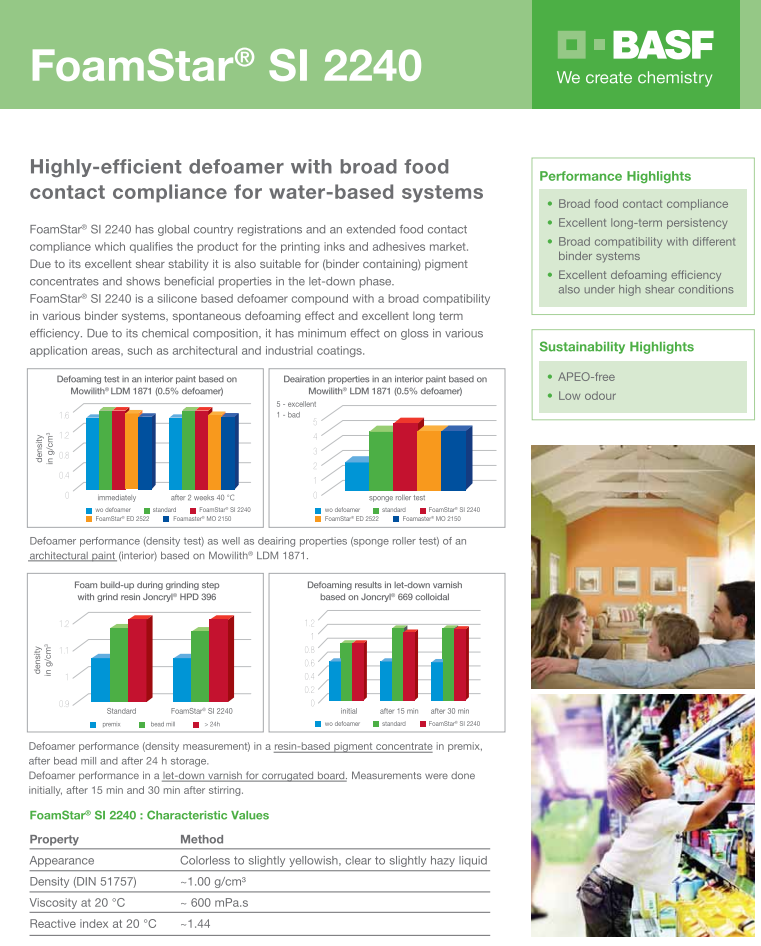 FoamStar® SI 2240
BASF
We create chemistry
Highly-efficient defoamer with broad food
contact compliance for water-based systems
FoamStar® SI 2240 has global country registrations and an extended food contact
compliance which qualifies the product for the printing inks and adhesives market.
Due to its excellent shear stability it is also suitable for (binder containing) pigment
concentrates and shows beneficial properties in the let-down phase.
FoamStar® SI 2240 is a silicone based defoamer compound with a broad compatibility
in various binder systems, spontaneous defoaming effect and excellent long term
efficiency. Due to its chemical composition, it has minimum effect on gloss in various
application areas, such as architectural and industrial coatings.
Performance Highlights
• Broad food contact compliance
• Excellent long-term persistency
• Broad compatibility with different
binder systems
• Excellent defoaming efficiency
also under high shear conditions
Sustainability Highlights
• APEO-free
• Low odour
Defoaming test in an interior paint based on
Mowilith® LDM 1871 (0.5% defoamer)
density
in g/cm³
1.6
1.2
0.8
0.4
0
immediately after 2 weeks 40 °C
wo defoamer standard FoamStar® SI 2240
FoamStar® ED 2522 Foamaster® MO 2150
Deairation properties in an interior paint based on
Mowilith® LDM 1871 (0.5% defoamer)
5 - excellent
1 - bad
5
4
3
2
1
0
sponge roller test
wo defoamer standard FoamStar® SI 2240
FoamStar® ED 2522 Foamaster® MO 2150
Defoamer performance (density test) as well as deairing properties (sponge roller test) of an
architectural paint (interior) based on Mowilith® LDM 1871.
Foam build-up during grinding step
with grind resin Joncryl® HPD 396
density
in g/cm³
1.2
1.1
1
0.9
Standard FoamStar® SI 2240
premix bead mill > 24h
Defoaming results in let-down varnish
based on Joncryl® 669 colloidal
1.2
1
0.8
0.6
0.4
0.2
0
initial after 15 min after 30 min
wo defoamer standard FoamStar® SI 2240
Defoamer performance (density measurement) in a resin-based pigment concentrate in premix,
after bead mill and after 24 h storage.
Defoamer performance in a let-down varnish for corrugated board. Measurements were done
initially, after 15 min and 30 min after stirring.
FoamStar® SI 2240 : Characteristic Values
Property Method
Appearance Colorless to slightly yellowish, clear to slightly hazy liquid
Density (DIN 51757) ~1.00 g/cm³
Viscosity at 20 °C ~ 600 mPa.s
Reactive index at 20 °C ~1.44